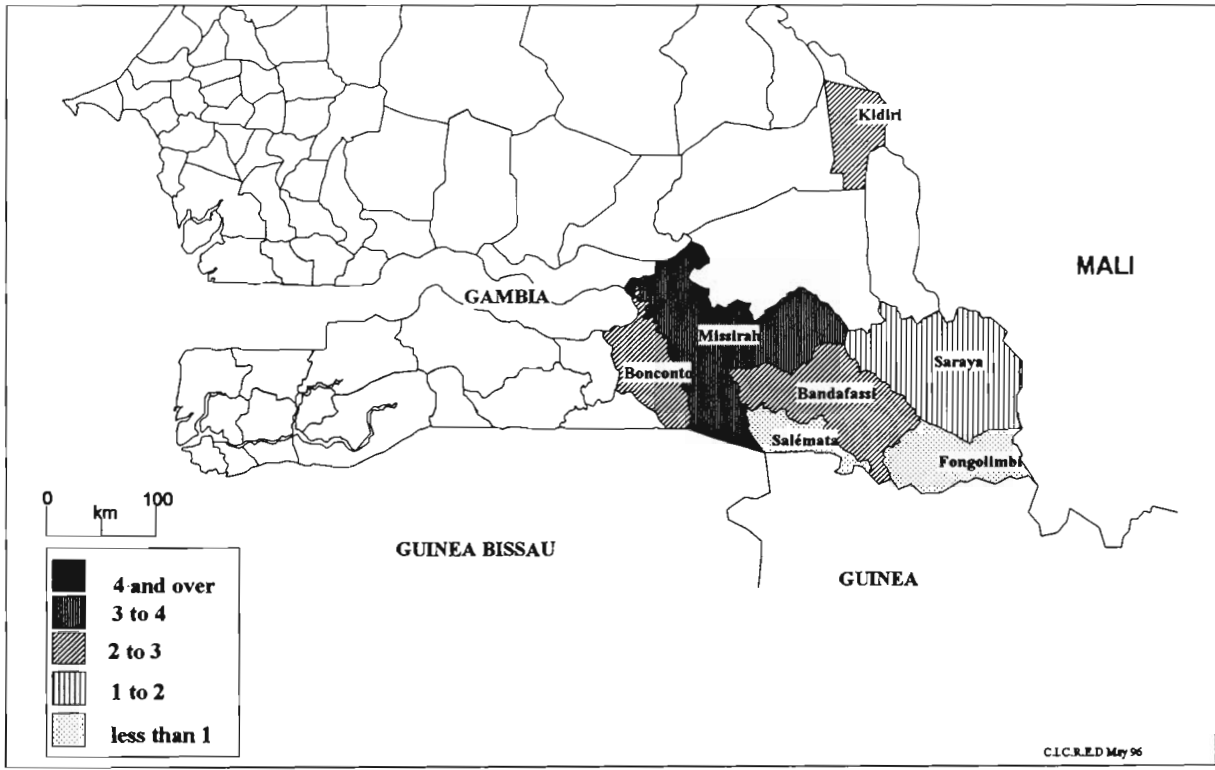 Kidiri
MALI
GAMBIA
Missirah
Bonconto
Saraya
Bandafassi
Salémata
Fongolimbi
0 100
km
GUINEA BISSAU
GUINEA
4 and over
3 to 4
2 to 3
1 to 2
less than 1
C.I.C.R.E.D May 96